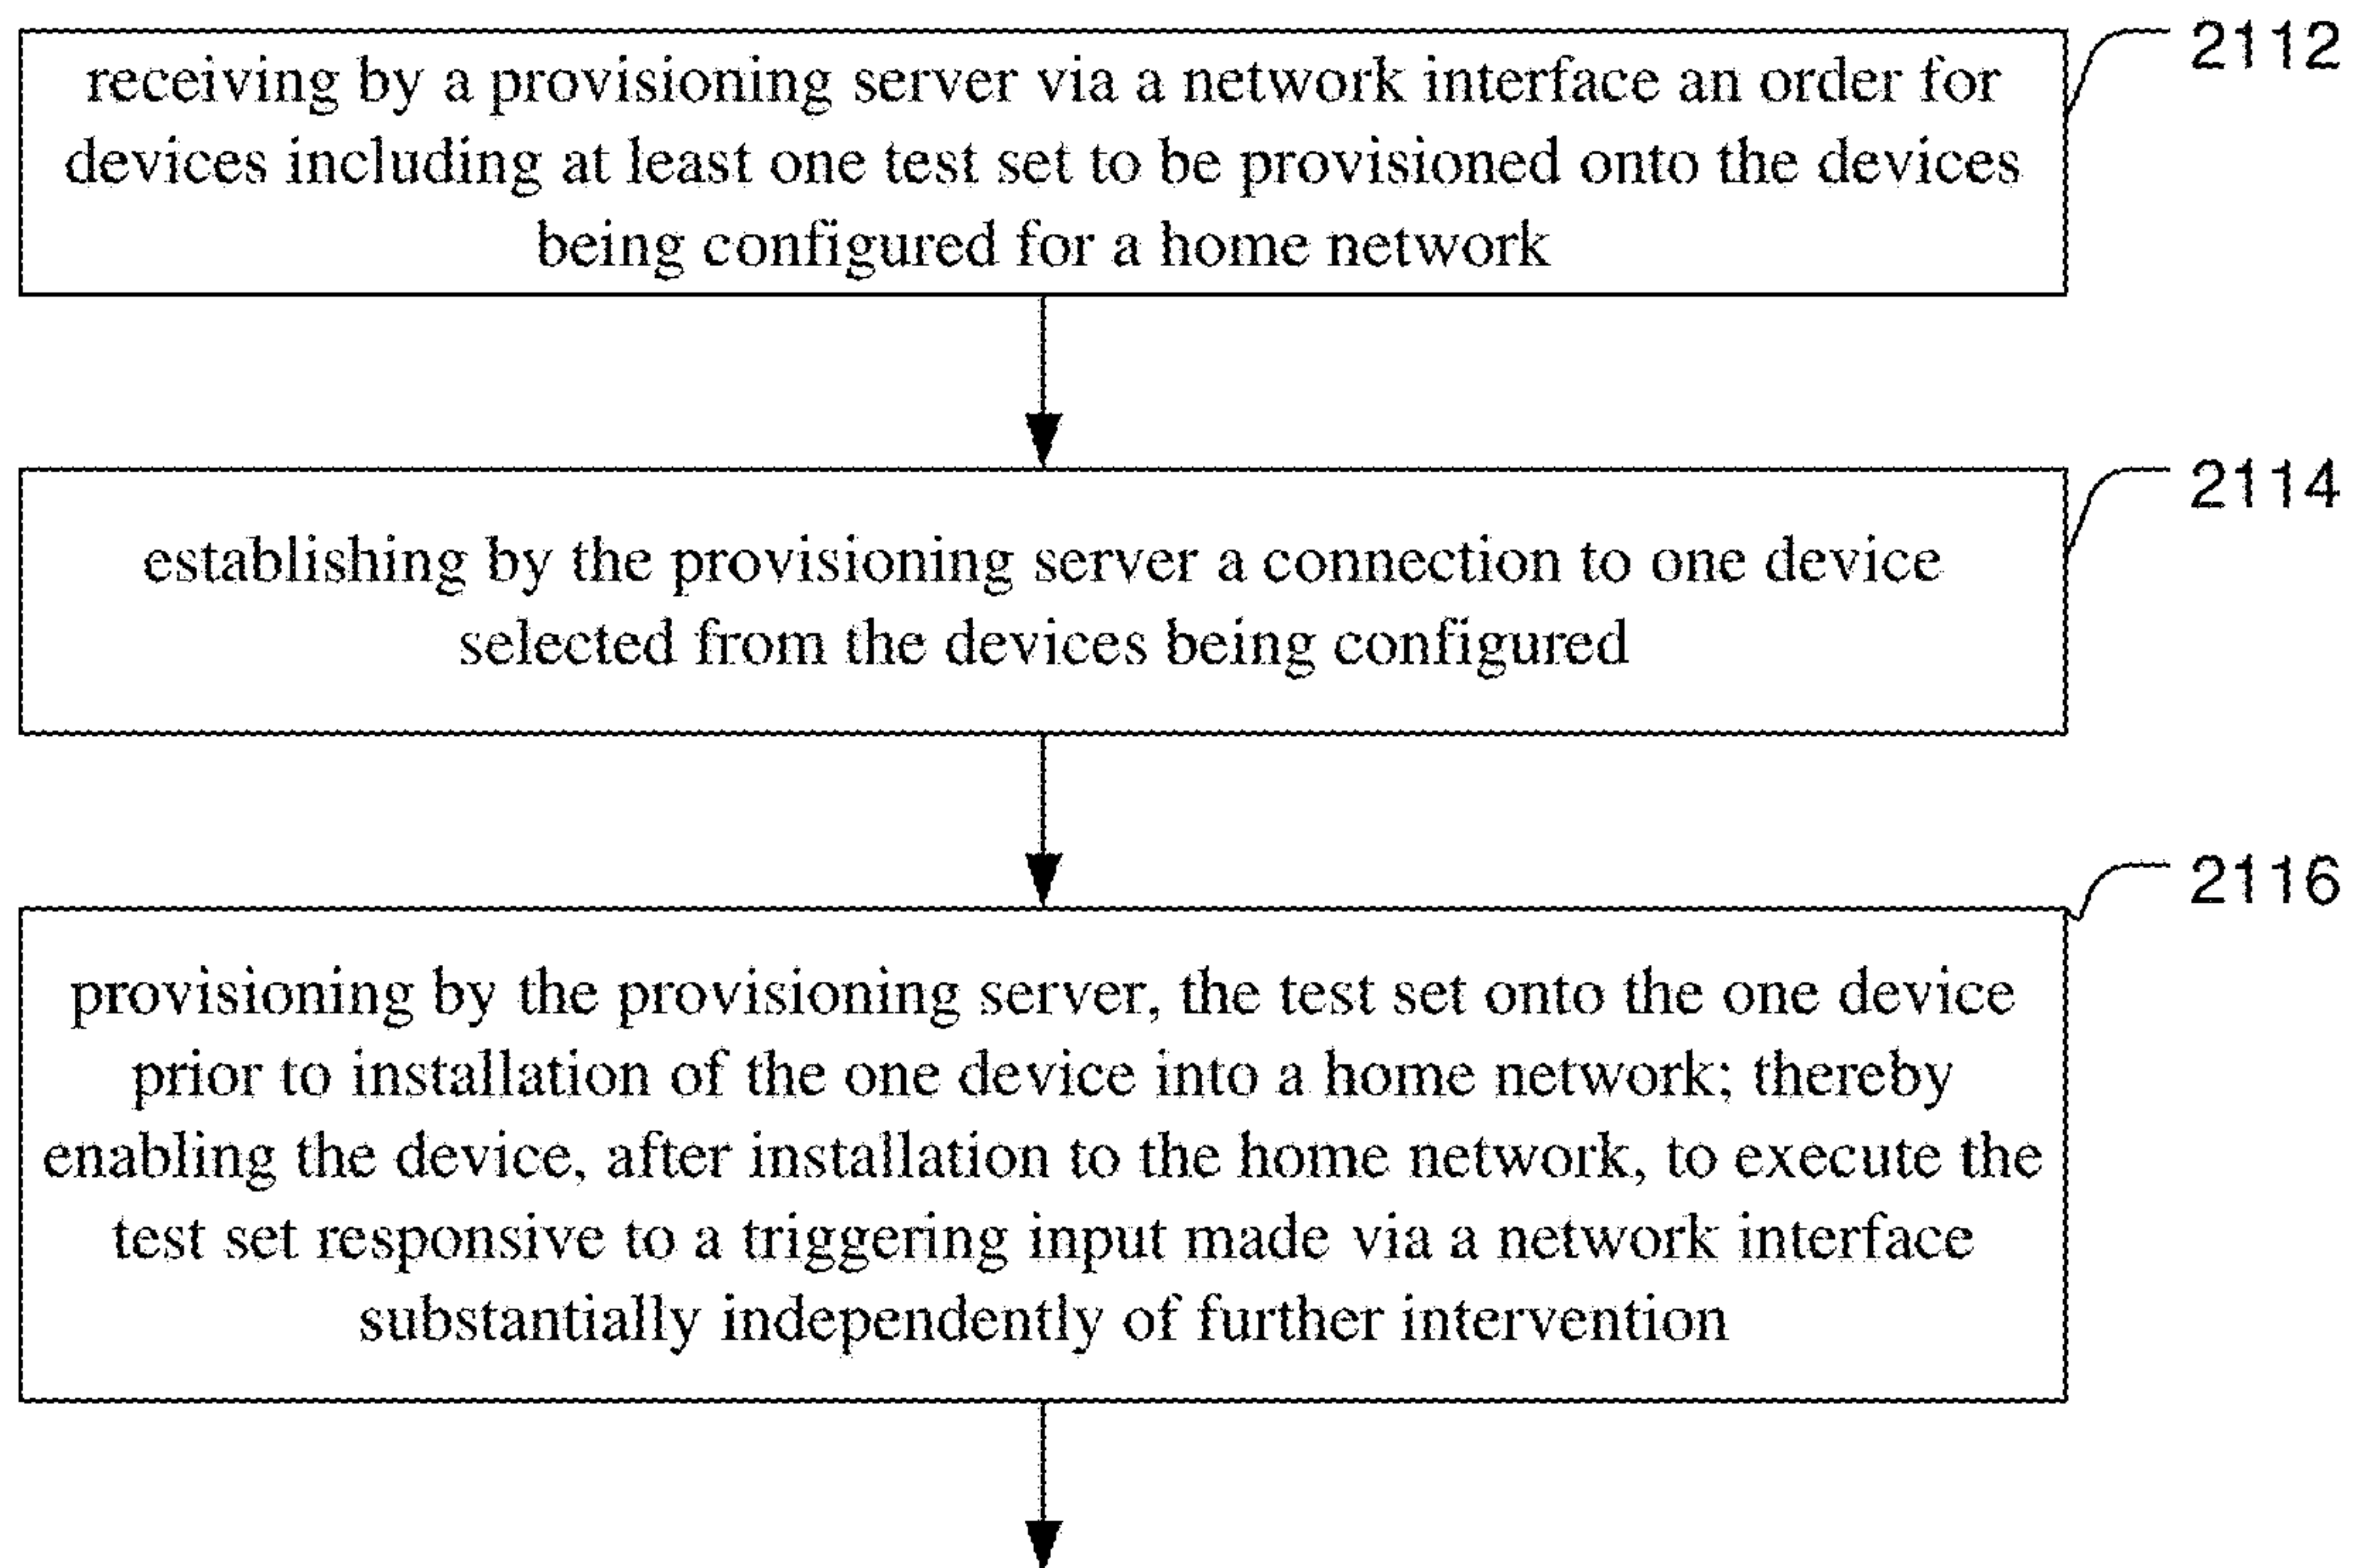 receiving by a provisioning server via a network interface an order for
devices including at least one test set to be provisioned onto the devices
being configured for a home network
2112
establishing by the provisioning server a connection to one device
selected from the devices being configured
2114
provisioning by the provisioning server, the test set onto the one device
prior to installation of the one device into a home network; thereby
enabling the device, after installation to the home network, to execute the
test set responsive to a triggering input made via a network interface
substantially independently of further intervention
2116